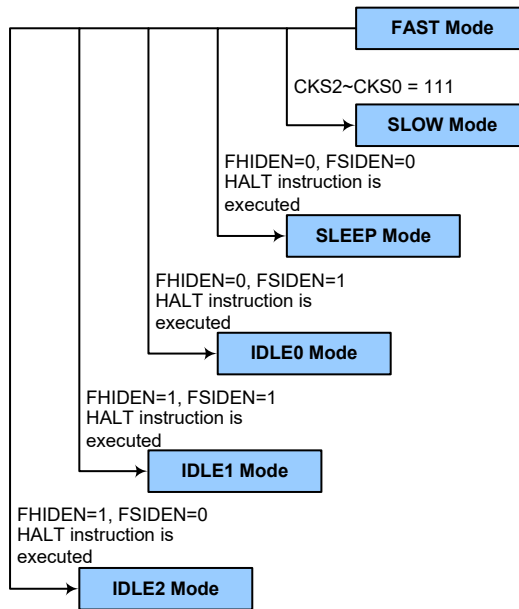 FAST Mode
CKS2~CKS0 = 111
SLOW Mode
FHIDEN=0, FSIDEN=0
HALT instruction is
executed
SLEEP Mode
FHIDEN=0, FSIDEN=1
HALT instruction is
executed
IDLE0 Mode
FHIDEN=1, FSIDEN=1
HALT instruction is
executed
IDLE1 Mode
FHIDEN=1, FSIDEN=0
HALT instruction is
executed
IDLE2 Mode